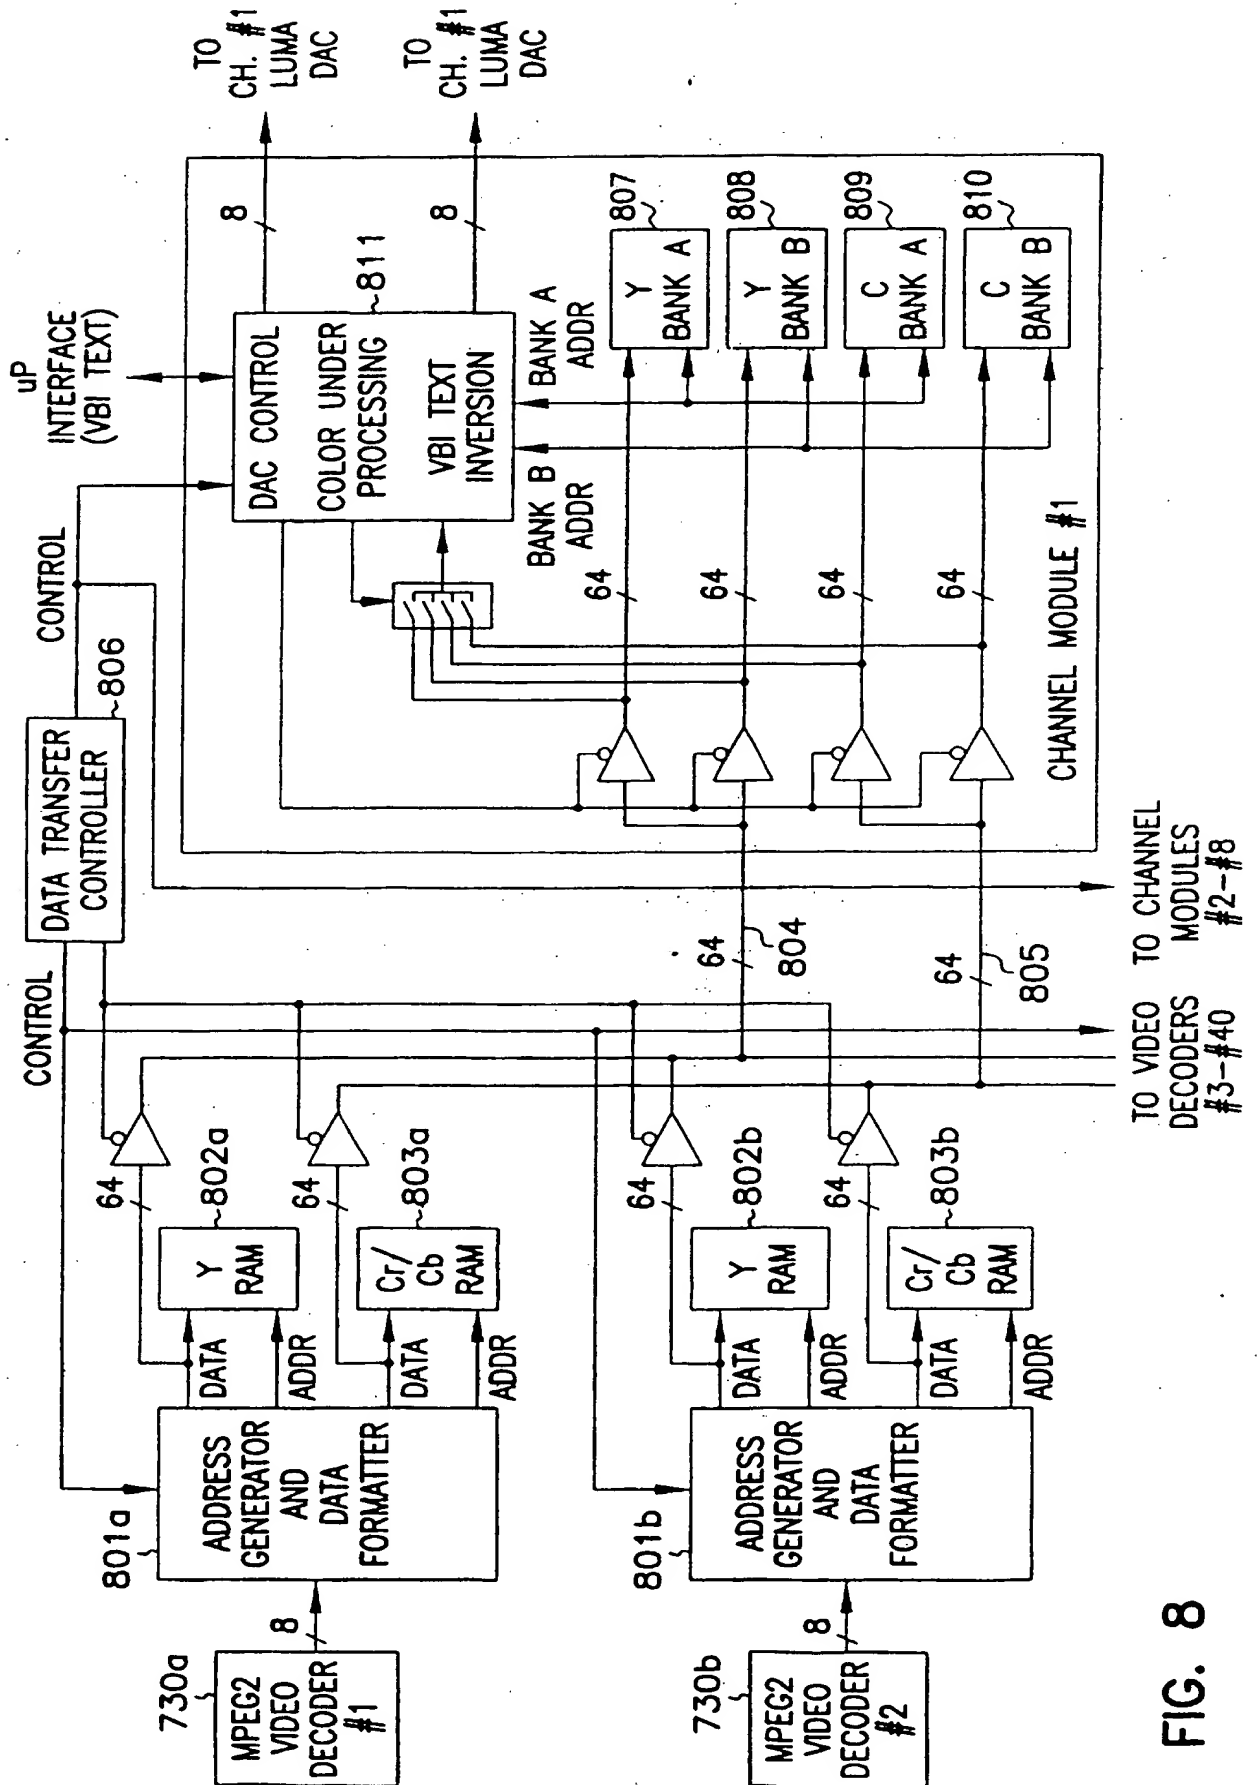 730a
MPEG2
VIDEO
DECODER
#1
8
801a
ADDRESS
GENERATOR
AND
DATA
FORMATTER
DATA
ADDR
DATA
ADDR
Y
RAM
802a
64
Cr/
Cb
RAM
803a
64
730b
MPEG2
VIDEO
DECODER
#2
8
801b
ADDRESS
GENERATOR
AND
DATA
FORMATTER
DATA
ADDR
DATA
ADDR
Y
RAM
802b
64
Cr/
Cb
RAM
803b
64
CONTROL
DATA TRANSFER
CONTROLLER
806
CONTROL
TO VIDEO
DECODERS
#3-#40
TO CHANNEL
MODULES
#2-#8
64
804
64
805
uP
INTERFACE
(VBI TEXT)
DAC CONTROL
COLOR UNDER
PROCESSING
VBI TEXT
INVERSION
811
8
TO
CH. #1
LUMA
DAC
8
TO
CH. #1
LUMA
DAC
BANK B
ADDR
BANK A
ADDR
64
64
64
64
Y
BANK A
807
Y
BANK B
808
C
BANK A
809
C
BANK B
810
CHANNEL MODULE #1
FIG. 8